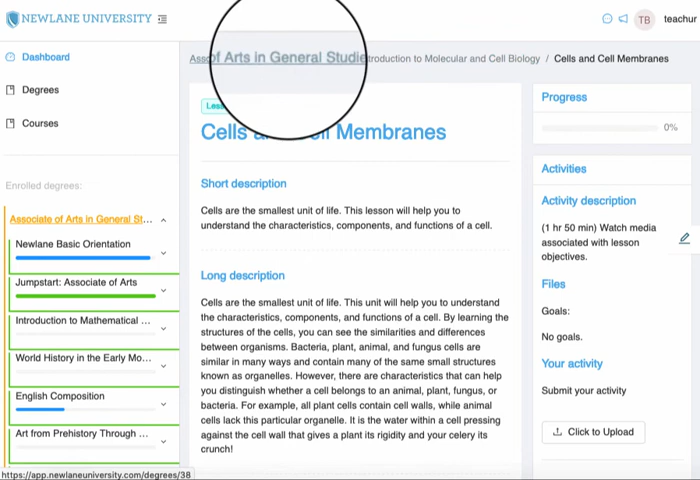 NEWLANE UNIVERSITY
TB teachur
Dashboard
Degrees
Courses
Enrolled degrees:
Associate of Arts in General St...
Newlane Basic Orientation
Jumpstart: Associate of Arts
Introduction to Mathematical ...
World History in the Early Mo...
English Composition
Art from Prehistory Through ...
https://app.newlaneuniversity.com/degrees/38
of Arts in General Studie
to Molecular and Cell Biology / Cells and Cell Membranes
Cells Membranes
Short description
Cells are the smallest unit of life. This lesson will help you to
understand the characteristics, components, and functions of a cell.
Long description
Cells are the smallest unit of life. This unit will help you to understand
the characteristics, components, and functions of a cell. By learning the
structures of the cells, you can see the similarities and differences
between organisms. Bacteria, plant, animal, and fungus cells are
similar in many ways and contain many of the same small structures
known as organelles. However, there are characteristics that can help
you distinguish whether a cell belongs to an animal, plant, fungus, or
bacteria. For example, all plant cells contain cell walls, while animal
cells lack this particular organelle. It is the water within a cell pressing
against the cell wall that gives a plant its rigidity and your celery its
crunch!
Progress
0%
Activities
Activity description
(1 hr 50 min) Watch media
associated with lesson
objectives.
Files
Goals:
No goals.
Your activity
Submit your activity
Click to Upload